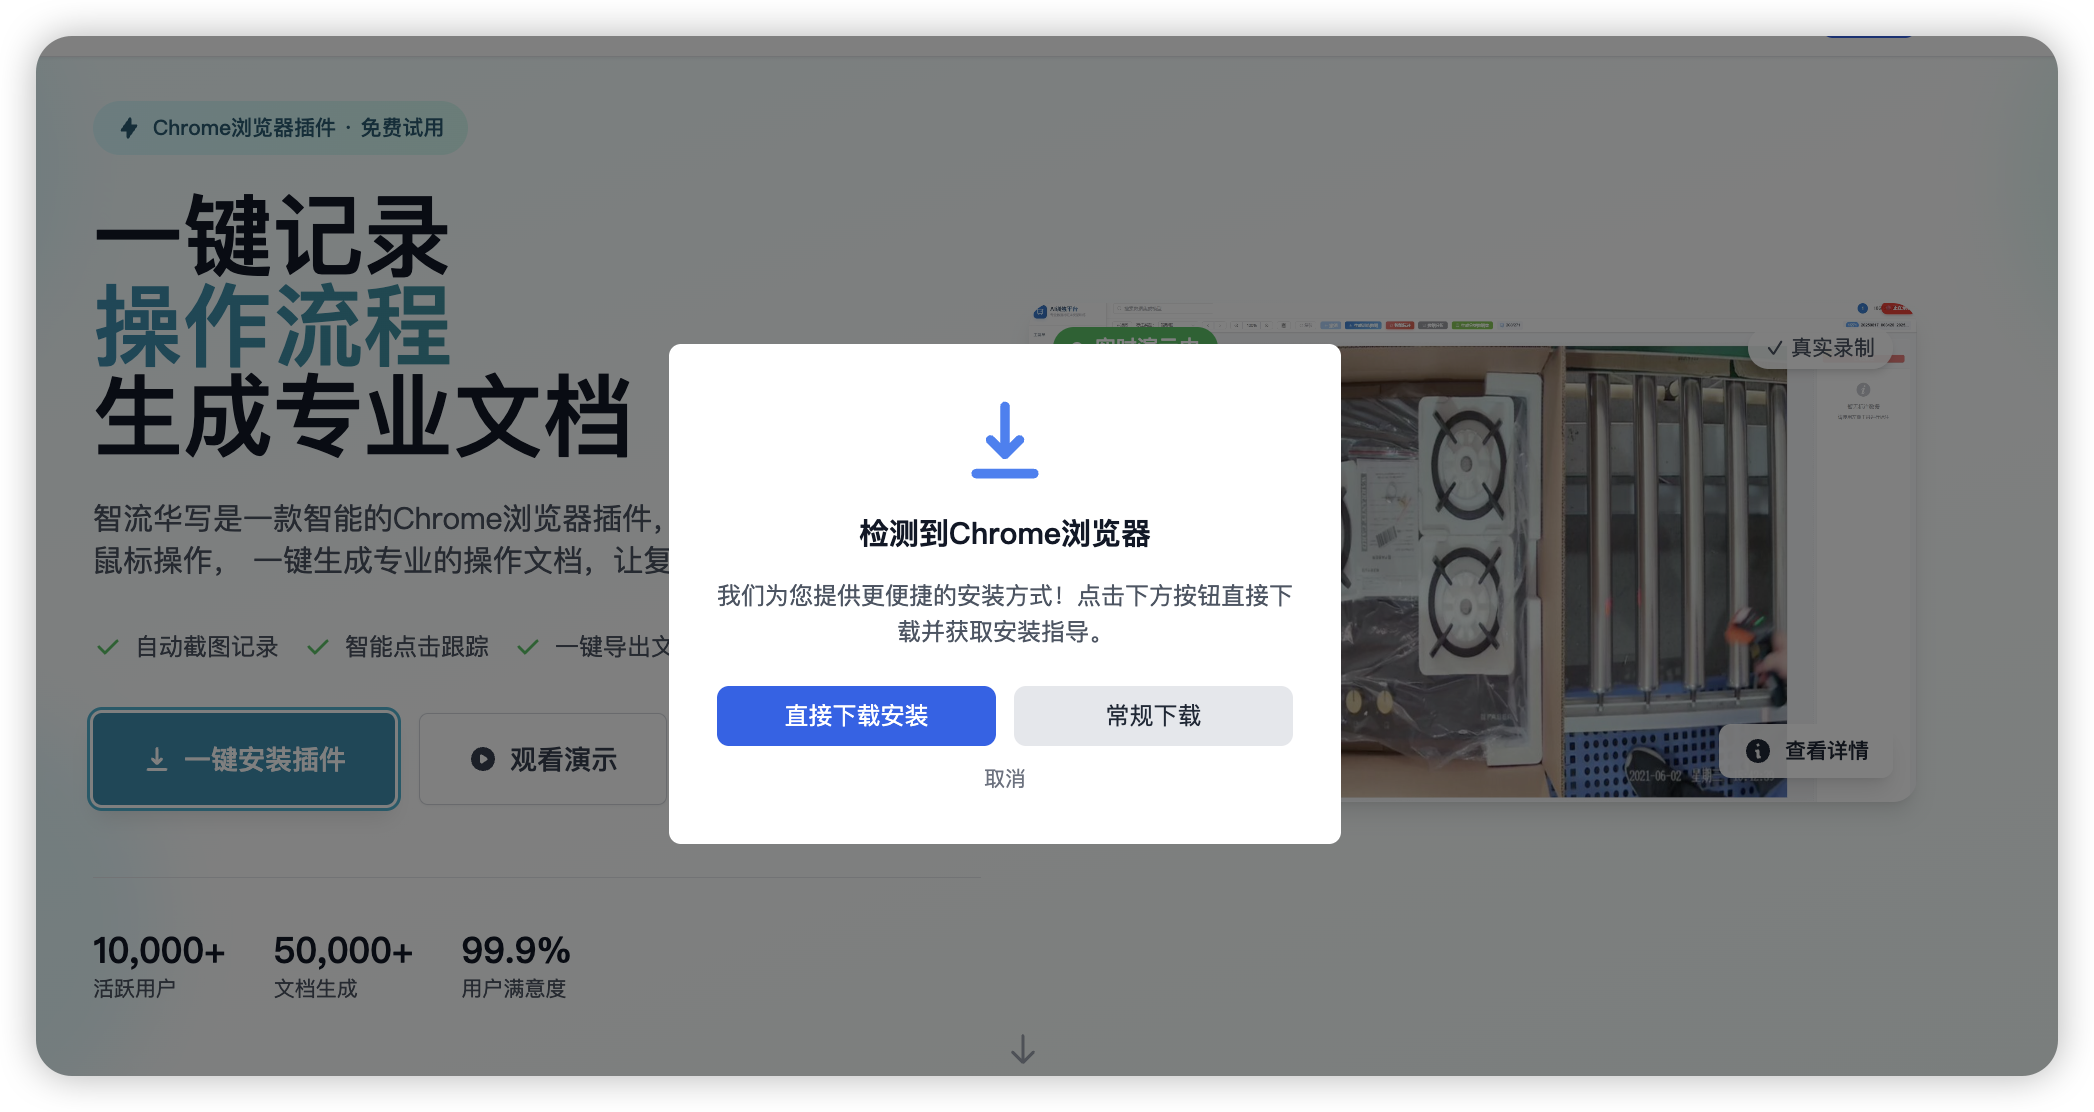 Chrome浏览器插件 · 免费试用
一键记录
操作流程
生成专业文档
智流华写是一款智能的Chrome浏览器插件，
鼠标操作， 一键生成专业的操作文档，让复
自动截图记录
智能点击跟踪
一键导出文
一键安装插件
观看演示
10,000+
活跃用户
50,000+
文档生成
99.9%
用户满意度
检测到Chrome浏览器
我们为您提供更便捷的安装方式！点击下方按钮直接下
载并获取安装指导。
直接下载安装
常规下载
取消
实时演示中
真实录制
2021-06-02
查看详情